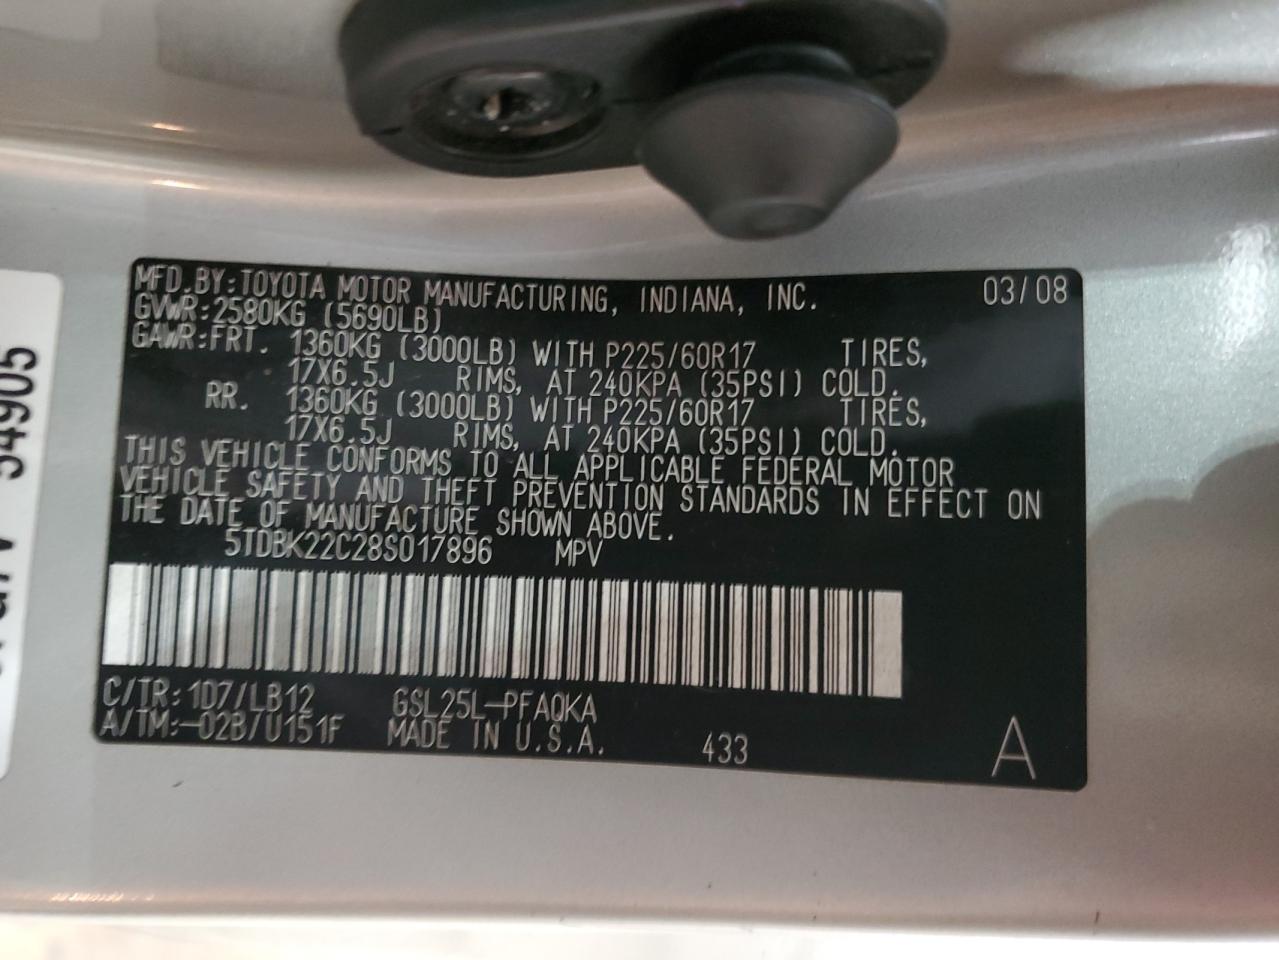 MFD.BY:TOYOTA MOTOR MANUFACTURING, INDIANA, INC. 03/08
GVWR:2580KG (5690LB)
GAWR:FRT. 1360KG (3000LB) WITH P225/60R17 TIRES,
17X6.5J RIMS, AT 240KPA (35PSI) COLD.
RR. 1360KG (3000LB) WITH P225/60R17 TIRES,
17X6.5J RIMS, AT 240KPA (35PSI) COLD.
THIS VEHICLE CONFORMS TO ALL APPLICABLE FEDERAL MOTOR
VEHICLE SAFETY AND THEFT PREVENTION STANDARDS IN EFFECT ON
THE DATE OF MANUFACTURE SHOWN ABOVE.
5TDBK22C28S017896 MPV
C/TR:1D7/LB12 GSL25L-PFAQKA
A/TM:-02B/U151F MADE IN U.S.A. 433 A
54905